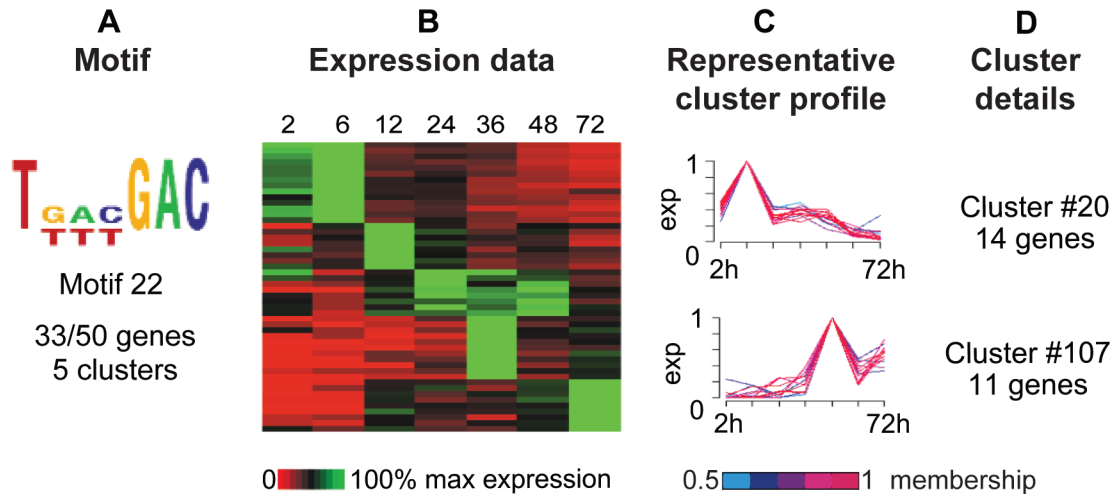 A
Motif
TGACGAC
TTT
Motif 22
33/50 genes
5 clusters
B
Expression data
2 6 12 24 36 48 72
0 100% max expression
C
Representative
cluster profile
1
exp
0
2h 72h
1
exp
0
2h 72h
0.5 1 membership
D
Cluster
details
Cluster #20
14 genes
Cluster #107
11 genes